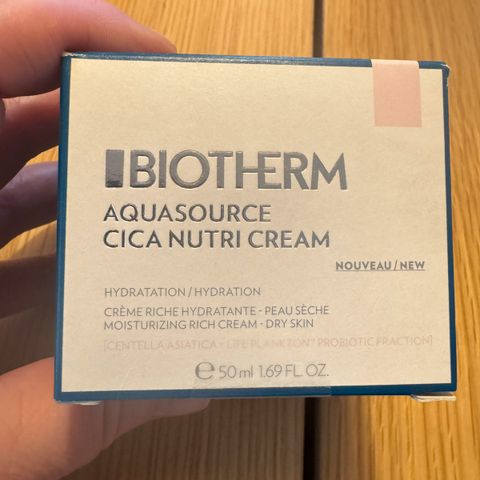 BIOTHERM
AQUASOURCE
CICA NUTRI CREAM
NOUVEAU / NEW
HYDRATATION / HYDRATION
CRÈME RICHE HYDRATANTE - PEAU SÈCHE
MOISTURIZING RICH CREAM - DRY SKIN
[CENTELLA ASIATICA - LIFE PLANKTON™ PROBIOTIC FRACTION]
℮ 50 ml 1.69 FL. OZ.